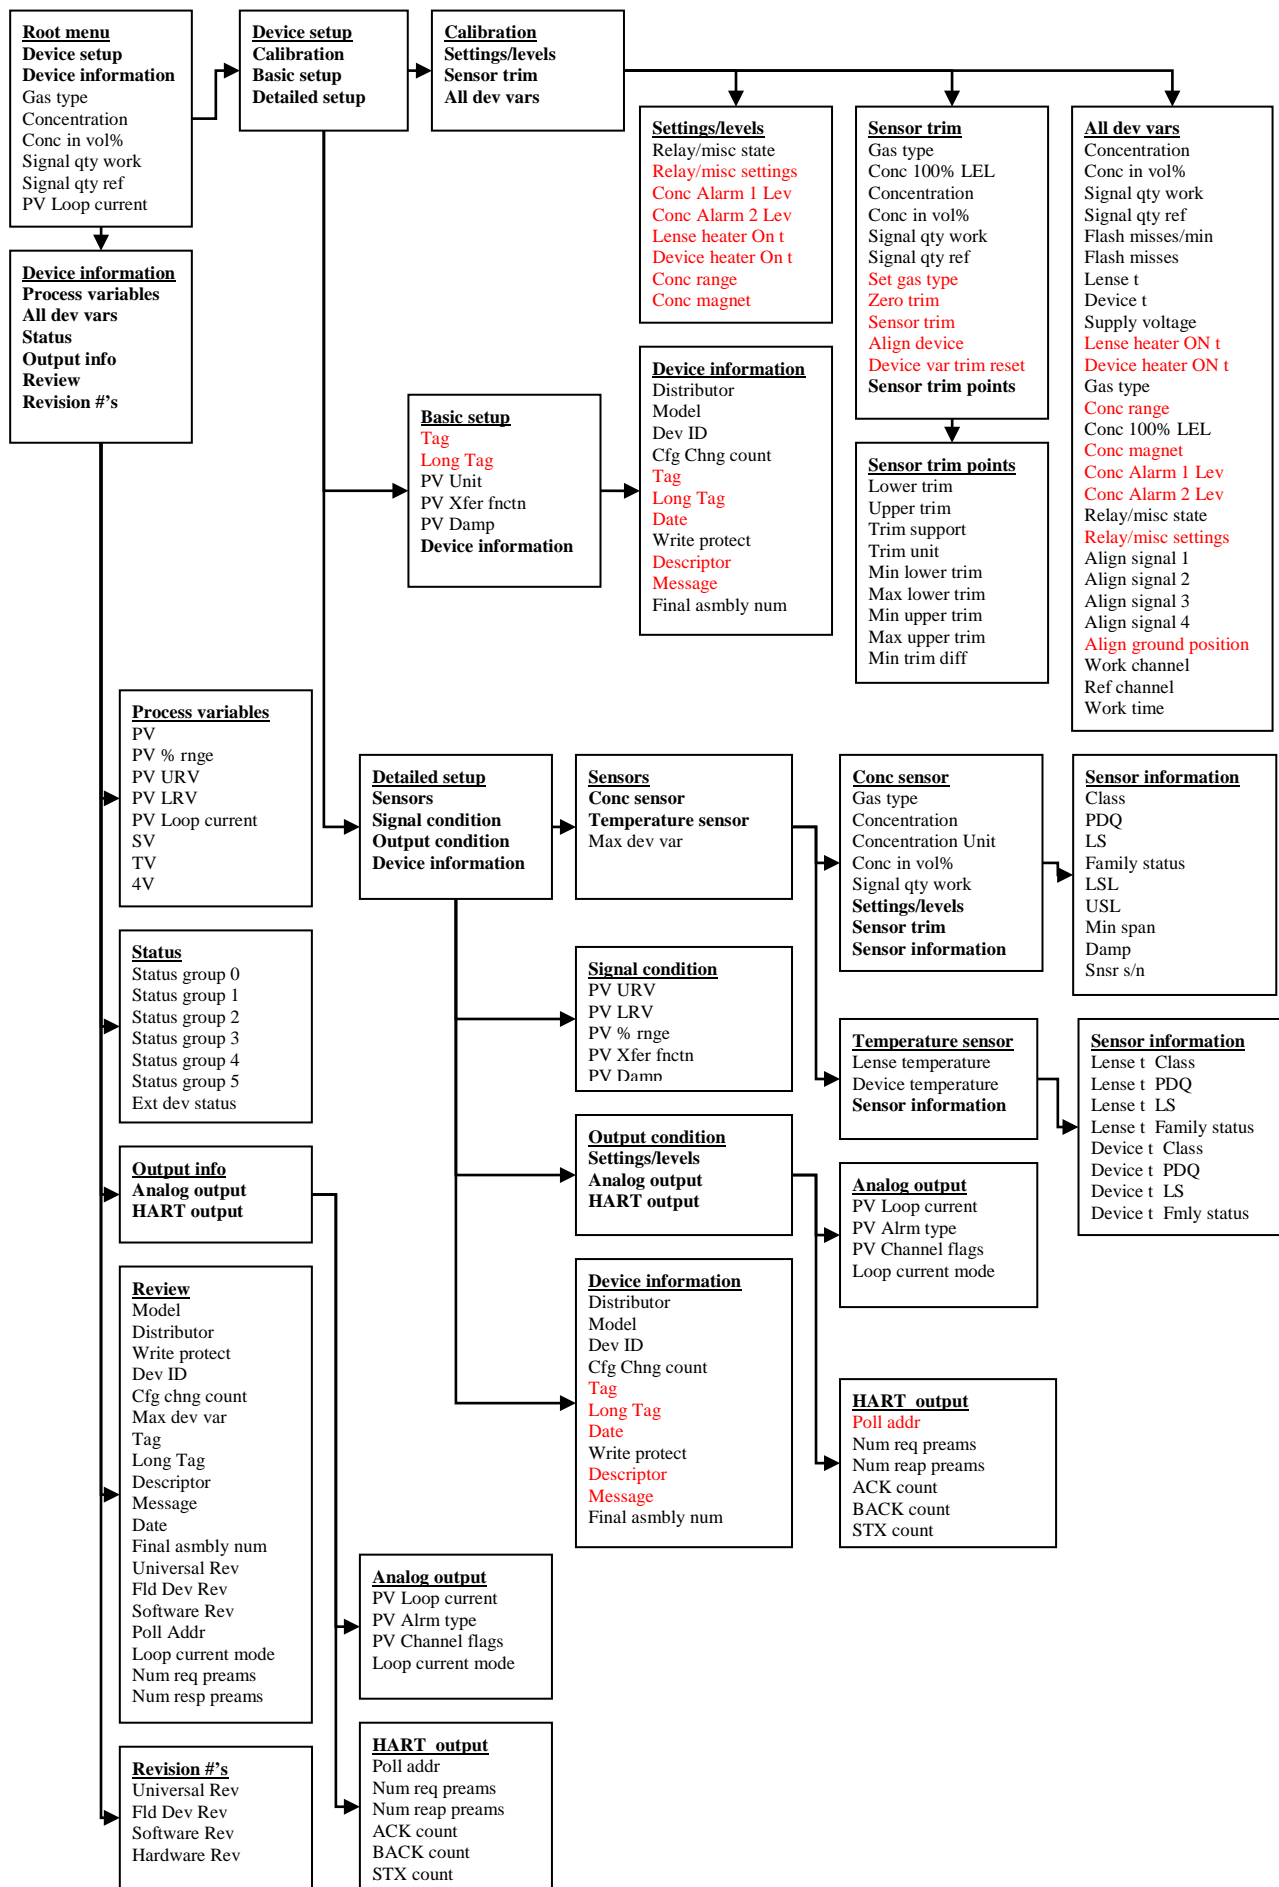 Root menu
Device setup
Device information
Gas type
Concentration
Conc in vol%
Signal qty work
Signal qty ref
PV Loop current
Device setup
Calibration
Basic setup
Detailed setup
Calibration
Settings/levels
Sensor trim
All dev vars
Settings/levels
Relay/misc state
Relay/misc settings
Conc Alarm 1 Lev
Conc Alarm 2 Lev
Lense heater On t
Device heater On t
Conc range
Conc magnet
Sensor trim
Gas type
Conc 100% LEL
Concentration
Conc in vol%
Signal qty work
Signal qty ref
Set gas type
Zero trim
Sensor trim
Align device
Device var trim reset
Sensor trim points
All dev vars
Concentration
Conc in vol%
Signal qty work
Signal qty ref
Flash misses/min
Flash misses
Lense t
Device t
Supply voltage
Lense heater ON t
Device heater ON t
Gas type
Conc range
Conc 100% LEL
Conc magnet
Conc Alarm 1 Lev
Conc Alarm 2 Lev
Relay/misc state
Relay/misc settings
Align signal 1
Align signal 2
Align signal 3
Align signal 4
Align ground position
Work channel
Ref channel
Work time
Device information
Process variables
All dev vars
Status
Output info
Review
Revision #'s
Basic setup
Tag
Long Tag
PV Unit
PV Xfer fnctn
PV Damp
Device information
Device information
Distributor
Model
Dev ID
Cfg Chng count
Tag
Long Tag
Date
Write protect
Descriptor
Message
Final asmbly num
Sensor trim points
Lower trim
Upper trim
Trim support
Trim unit
Min lower trim
Max lower trim
Min upper trim
Max upper trim
Min trim diff
Process variables
PV
PV % rnge
PV URV
PV LRV
PV Loop current
SV
TV
4V
Detailed setup
Sensors
Signal condition
Output condition
Device information
Sensors
Conc sensor
Temperature sensor
Max dev var
Conc sensor
Gas type
Concentration
Concentration Unit
Conc in vol%
Signal qty work
Settings/levels
Sensor trim
Sensor information
Sensor information
Class
PDQ
LS
Family status
LSL
USL
Min span
Damp
Snsr s/n
Status
Status group 0
Status group 1
Status group 2
Status group 3
Status group 4
Status group 5
Ext dev status
Signal condition
PV URV
PV LRV
PV % rnge
PV Xfer fnctn
PV Damp
Temperature sensor
Lense temperature
Device temperature
Sensor information
Sensor information
Lense t Class
Lense t PDQ
Lense t LS
Lense t Family status
Device t Class
Device t PDQ
Device t LS
Device t Fmly status
Output info
Analog output
HART output
Output condition
Settings/levels
Analog output
HART output
Analog output
PV Loop current
PV Alrm type
PV Channel flags
Loop current mode
Review
Model
Distributor
Write protect
Dev ID
Cfg chng count
Max dev var
Tag
Long Tag
Descriptor
Message
Date
Final asmbly num
Universal Rev
Fld Dev Rev
Software Rev
Poll Addr
Loop current mode
Num req preams
Num resp preams
Device information
Distributor
Model
Dev ID
Cfg Chng count
Tag
Long Tag
Date
Write protect
Descriptor
Message
Final asmbly num
HART output
Poll addr
Num req preams
Num reap preams
ACK count
BACK count
STX count
Analog output
PV Loop current
PV Alrm type
PV Channel flags
Loop current mode
Revision #'s
Universal Rev
Fld Dev Rev
Software Rev
Hardware Rev
HART output
Poll addr
Num req preams
Num reap preams
ACK count
BACK count
STX count